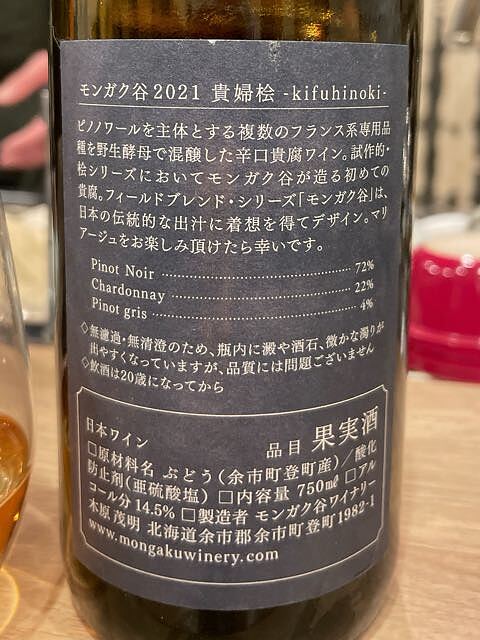 モンガク谷2021 貴婦桧 -kifuhinoki-
ピノノワールを主体とする複数のフランス系専用品
種を野生酵母で混醸した辛口貴腐ワイン。試作的・
桧シリーズにおいてモンガク谷が造る初めての
貴腐。フィールドブレンド・シリーズ「モンガク谷」は、
日本の伝統的な出汁に着想を得てデザイン。マリ
アージュをお楽しみ頂けたら幸いです。
Pinot Noir ........................................ 72%
Chardonnay ........................................ 22%
Pinot gris ........................................ 4%
◇無濾過・無清澄のため、瓶内に澱や酒石、微かな濁りが
出やすくなっていますが、品質には問題ございません
◇飲酒は20歳になってから
日本ワイン 品目 果実酒
□原材料名 ぶどう(余市町登町産)/酸化
防止剤(亜硫酸塩) □内容量 750㎖ □アル
コール分 14.5% □製造者 モンガク谷ワイナリー
木原茂明 北海道余市郡余市町登町1982-1
www.mongakuwinery.com